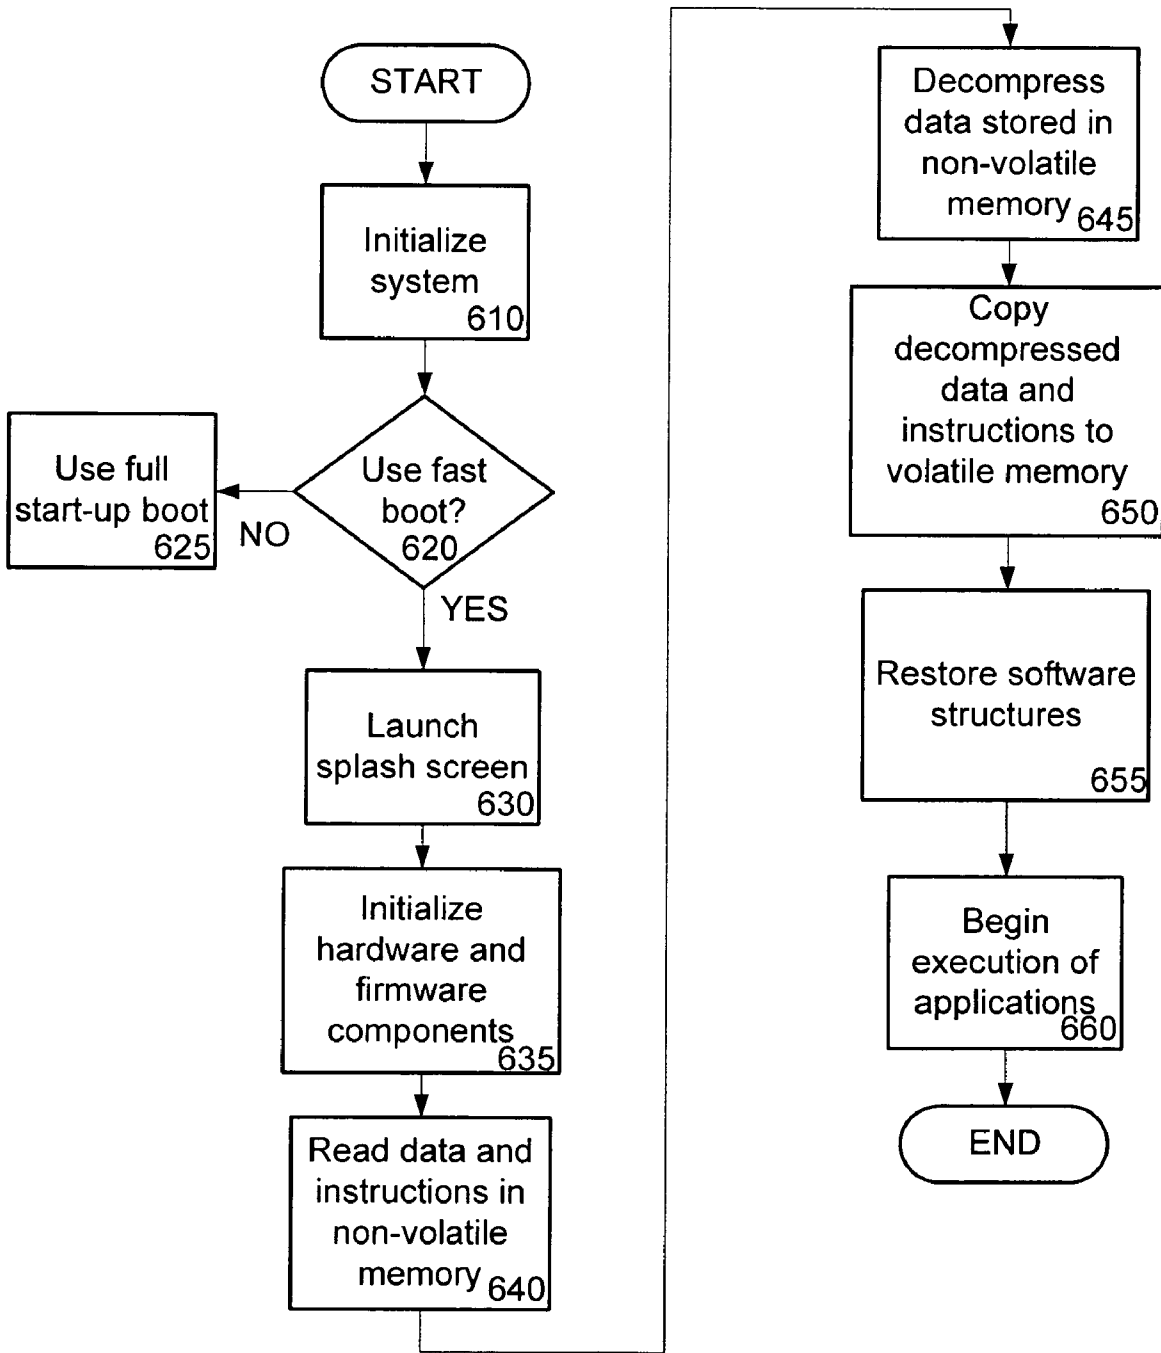 START
Initialize
system
610
Use fast
boot?
620
NO
Use full
start-up boot
625
YES
Launch
splash screen
630
Initialize
hardware and
firmware
components
635
Read data and
instructions in
non-volatile
memory
640
Decompress
data stored in
non-volatile
memory
645
Copy
decompressed
data and
instructions to
volatile memory
650
Restore software
structures
655
Begin
execution of
applications
660
END